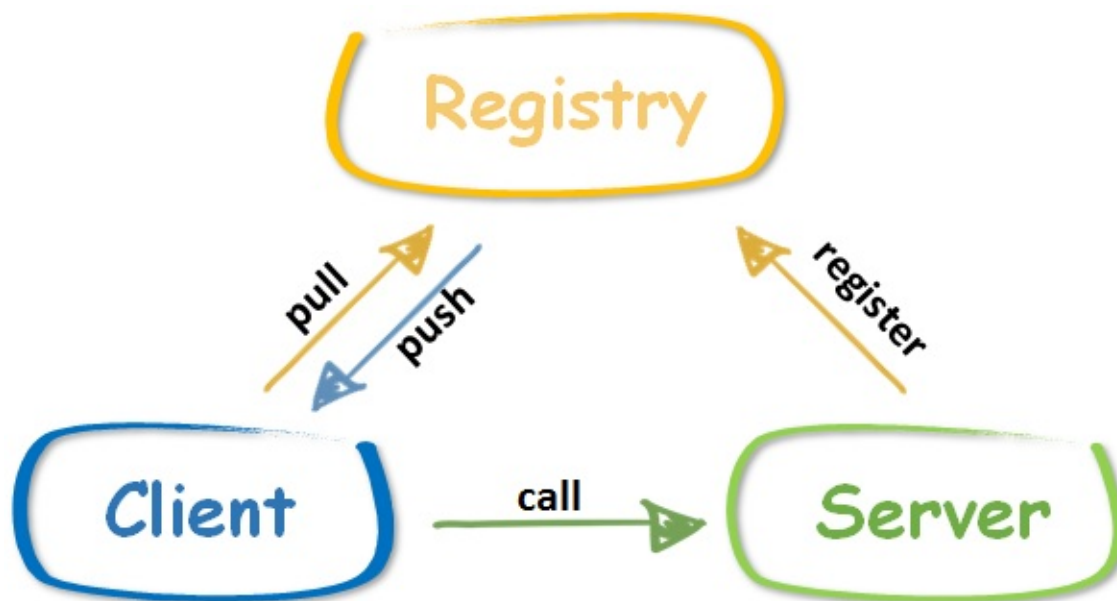 Registry
pull
push
register
Client
call
Server